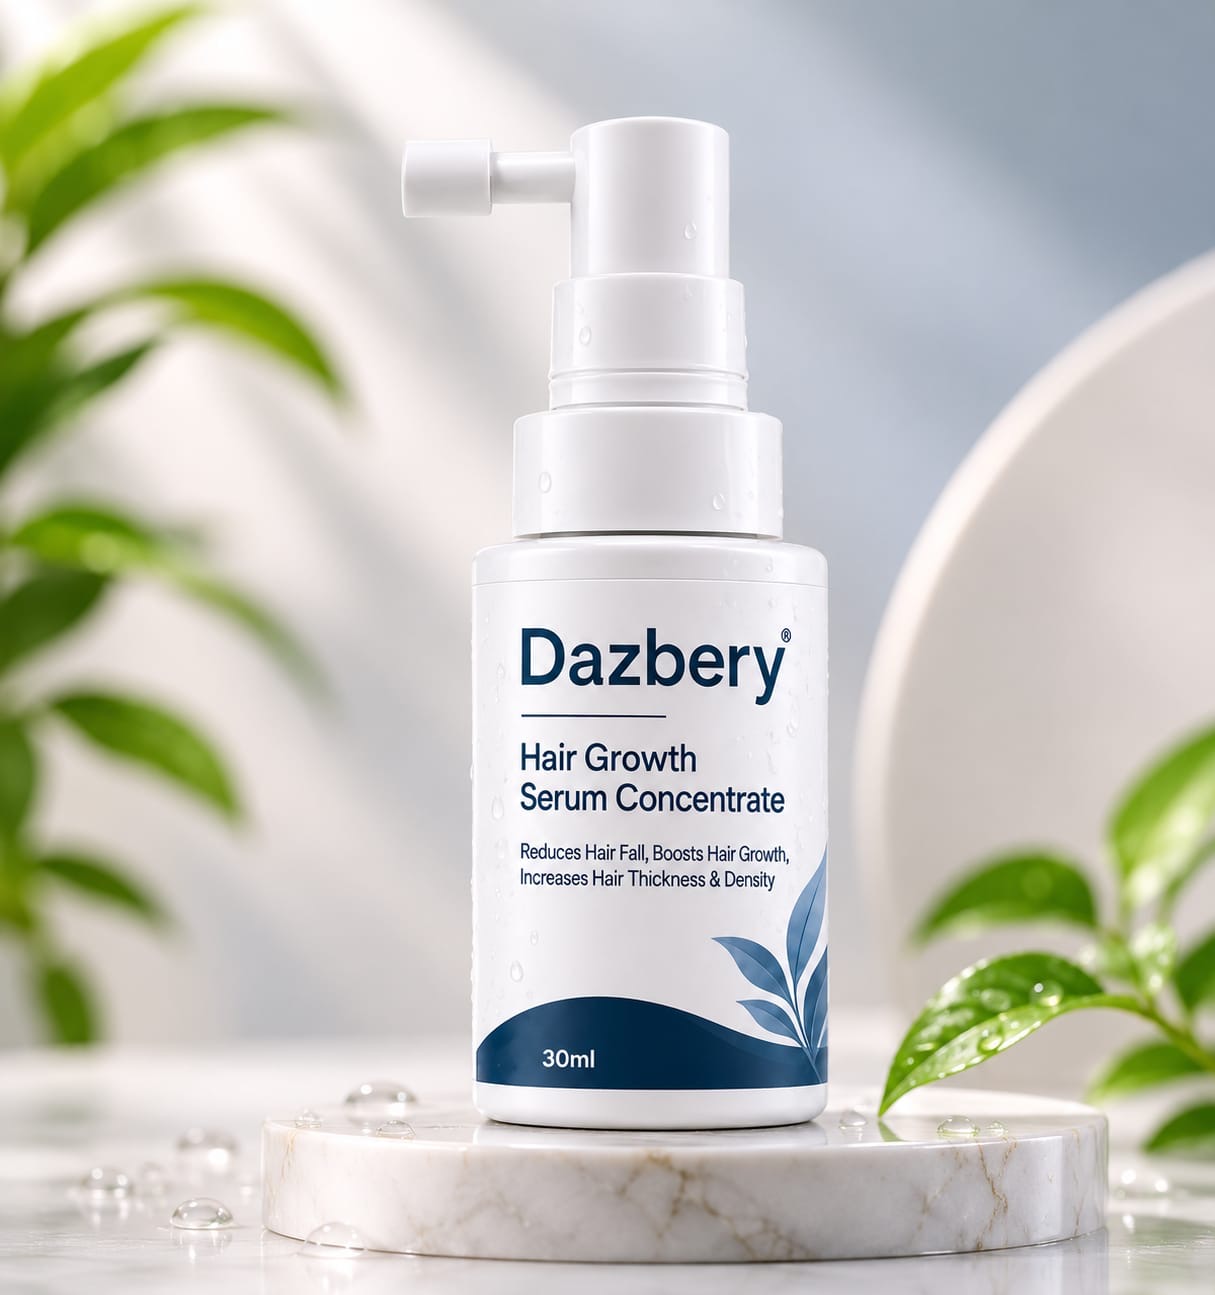 Dazbery®
Hair Growth
Serum Concentrate
Reduces Hair Fall, Boosts Hair Growth,
Increases Hair Thickness & Density
30ml